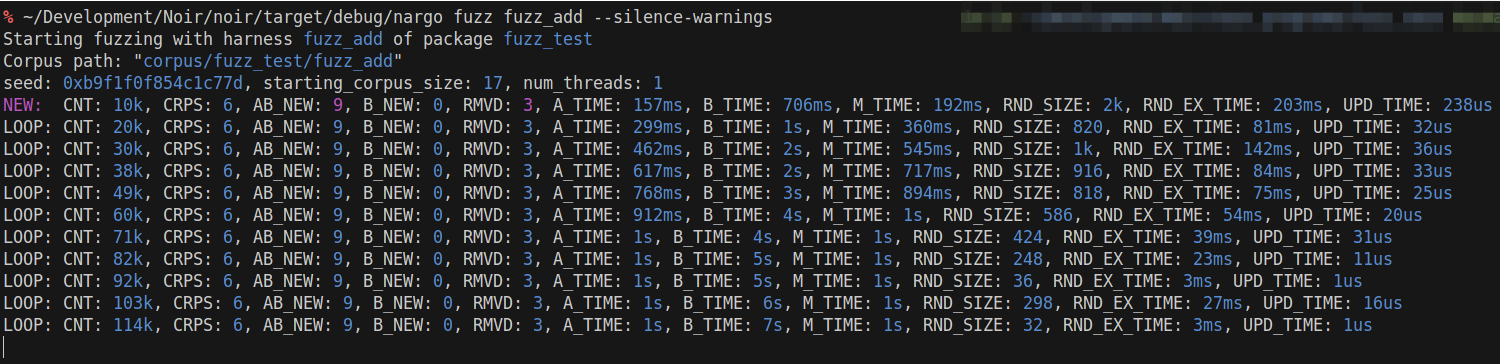 % ~/Development/Noir/noir/target/debug/nargo fuzz fuzz_add --silence-warnings
Starting fuzzing with harness fuzz_add of package fuzz_test
Corpus path: "corpus/fuzz_test/fuzz_add"
seed: 0xb9f1f0f854c1c77d, starting_corpus_size: 17, num_threads: 1
NEW:  CNT: 10k, CRPS: 6, AB_NEW: 9, B_NEW: 0, RMVD: 3, A_TIME: 157ms, B_TIME: 706ms, M_TIME: 192ms, RND_SIZE: 2k, RND_EX_TIME: 203ms, UPD_TIME: 238us
LOOP: CNT: 20k, CRPS: 6, AB_NEW: 9, B_NEW: 0, RMVD: 3, A_TIME: 299ms, B_TIME: 1s, M_TIME: 360ms, RND_SIZE: 820, RND_EX_TIME: 81ms, UPD_TIME: 32us
LOOP: CNT: 30k, CRPS: 6, AB_NEW: 9, B_NEW: 0, RMVD: 3, A_TIME: 462ms, B_TIME: 2s, M_TIME: 545ms, RND_SIZE: 1k, RND_EX_TIME: 142ms, UPD_TIME: 36us
LOOP: CNT: 38k, CRPS: 6, AB_NEW: 9, B_NEW: 0, RMVD: 3, A_TIME: 617ms, B_TIME: 2s, M_TIME: 717ms, RND_SIZE: 916, RND_EX_TIME: 84ms, UPD_TIME: 33us
LOOP: CNT: 49k, CRPS: 6, AB_NEW: 9, B_NEW: 0, RMVD: 3, A_TIME: 768ms, B_TIME: 3s, M_TIME: 894ms, RND_SIZE: 818, RND_EX_TIME: 75ms, UPD_TIME: 25us
LOOP: CNT: 60k, CRPS: 6, AB_NEW: 9, B_NEW: 0, RMVD: 3, A_TIME: 912ms, B_TIME: 4s, M_TIME: 1s, RND_SIZE: 586, RND_EX_TIME: 54ms, UPD_TIME: 20us
LOOP: CNT: 71k, CRPS: 6, AB_NEW: 9, B_NEW: 0, RMVD: 3, A_TIME: 1s, B_TIME: 4s, M_TIME: 1s, RND_SIZE: 424, RND_EX_TIME: 39ms, UPD_TIME: 31us
LOOP: CNT: 82k, CRPS: 6, AB_NEW: 9, B_NEW: 0, RMVD: 3, A_TIME: 1s, B_TIME: 5s, M_TIME: 1s, RND_SIZE: 248, RND_EX_TIME: 23ms, UPD_TIME: 11us
LOOP: CNT: 92k, CRPS: 6, AB_NEW: 9, B_NEW: 0, RMVD: 3, A_TIME: 1s, B_TIME: 5s, M_TIME: 1s, RND_SIZE: 36, RND_EX_TIME: 3ms, UPD_TIME: 1us
LOOP: CNT: 103k, CRPS: 6, AB_NEW: 9, B_NEW: 0, RMVD: 3, A_TIME: 1s, B_TIME: 6s, M_TIME: 1s, RND_SIZE: 298, RND_EX_TIME: 27ms, UPD_TIME: 16us
LOOP: CNT: 114k, CRPS: 6, AB_NEW: 9, B_NEW: 0, RMVD: 3, A_TIME: 1s, B_TIME: 7s, M_TIME: 1s, RND_SIZE: 32, RND_EX_TIME: 3ms, UPD_TIME: 1us